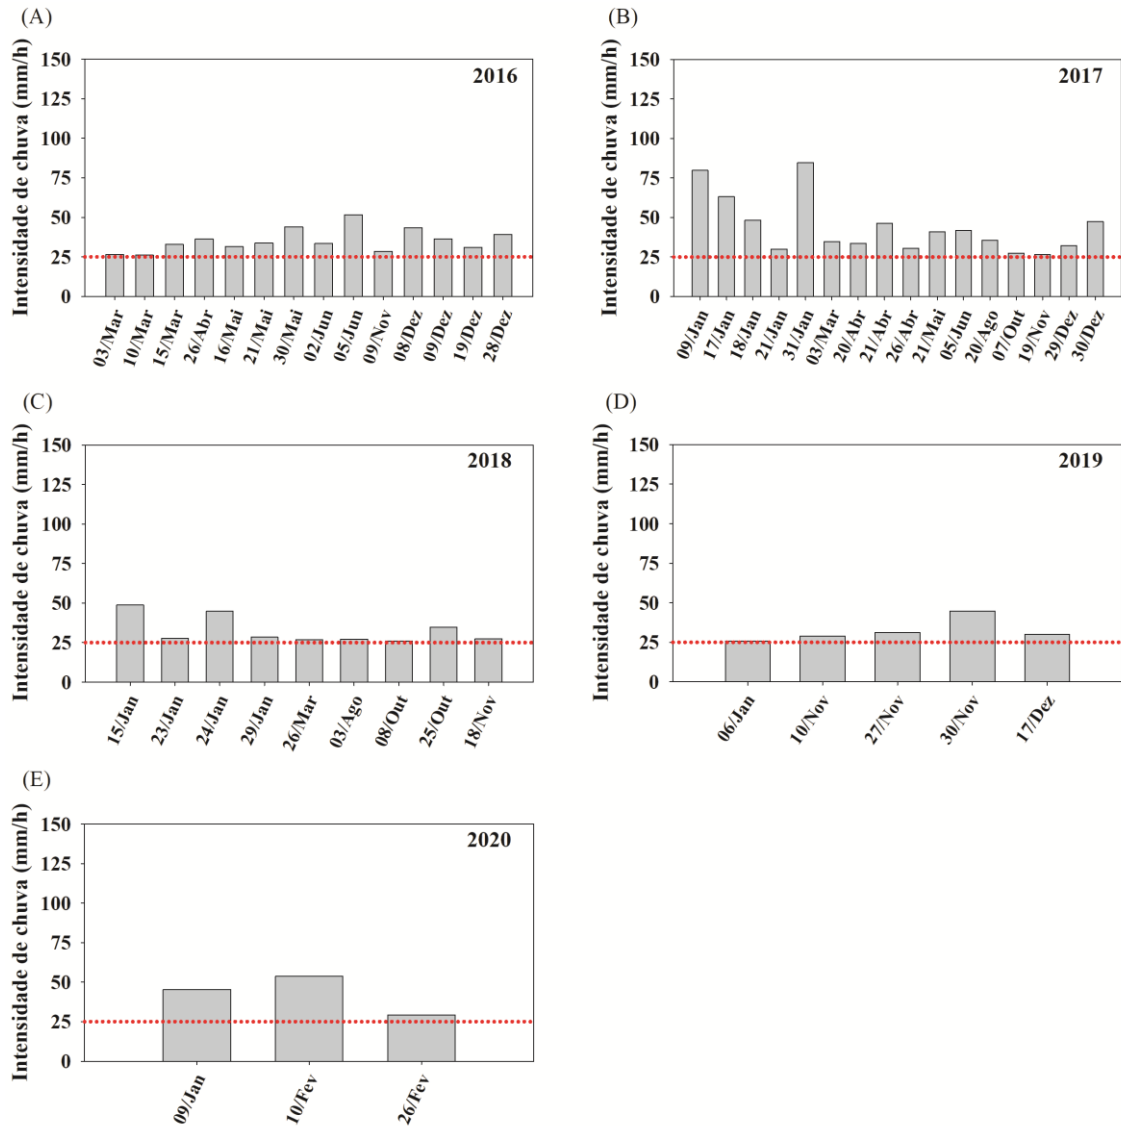 (A)
Intensidade de chuva (mm/h)
150
125
100
75
50
25
0
2016
03/Mar
10/Mar
15/Mar
26/Abr
16/Mai
21/Mai
30/Mai
02/Jun
05/Jun
09/Nov
08/Dez
09/Dez
19/Dez
28/Dez
(B)
Intensidade de chuva (mm/h)
150
125
100
75
50
25
0
2017
09/Jan
17/Jan
18/Jan
21/Jan
31/Jan
03/Mar
20/Abr
21/Abr
26/Abr
21/Mai
05/Jun
20/Ago
07/Out
19/Nov
29/Dez
30/Dez
(C)
Intensidade de chuva (mm/h)
150
125
100
75
50
25
0
2018
15/Jan
23/Jan
24/Jan
29/Jan
26/Mar
03/Ago
08/Out
25/Out
18/Nov
(D)
Intensidade de chuva (mm/h)
150
125
100
75
50
25
0
2019
06/Jan
10/Nov
27/Nov
30/Nov
17/Dez
(E)
Intensidade de chuva (mm/h)
150
125
100
75
50
25
0
2020
09/Jan
10/Fev
26/Fev